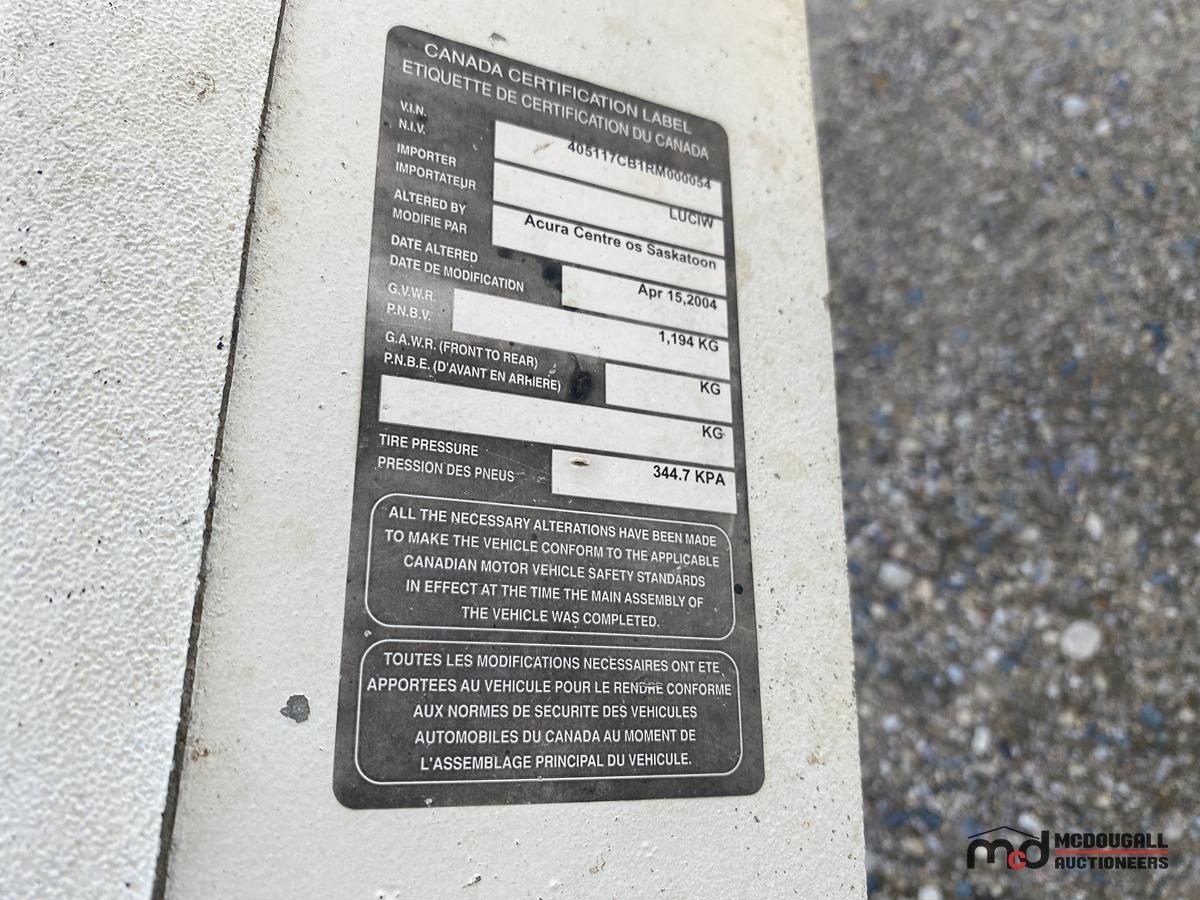 CANADA CERTIFICATION LABEL
ETIQUETTE DE CERTIFICATION DU CANADA
V.I.N.
N.I.V.
405117CB1RM000054
IMPORTER
IMPORTATEUR
LUCIW
ALTERED BY
MODIFIE PAR
Acura Centre os Saskatoon
DATE ALTERED
DATE DE MODIFICATION
Apr 15,2004
G.V.W.R.
P.N.B.V.
1,194 KG
G.A.W.R. (FRONT TO REAR)
P.N.B.E. (D'AVANT EN ARHIERE)
KG
KG
TIRE PRESSURE
PRESSION DES PNEUS
344.7 KPA
ALL THE NECESSARY ALTERATIONS HAVE BEEN MADE
TO MAKE THE VEHICLE CONFORM TO THE APPLICABLE
CANADIAN MOTOR VEHICLE SAFETY STANDARDS
IN EFFECT AT THE TIME THE MAIN ASSEMBLY OF
THE VEHICLE WAS COMPLETED.
TOUTES LES MODIFICATIONS NECESSAIRES ONT ETE
APPORTEES AU VEHICULE POUR LE RENDRE CONFORME
AUX NORMES DE SECURITE DES VEHICULES
AUTOMOBILES DU CANADA AU MOMENT DE
L'ASSEMBLAGE PRINCIPAL DU VEHICULE.
mcd MCDOUGALL
AUCTIONEERS